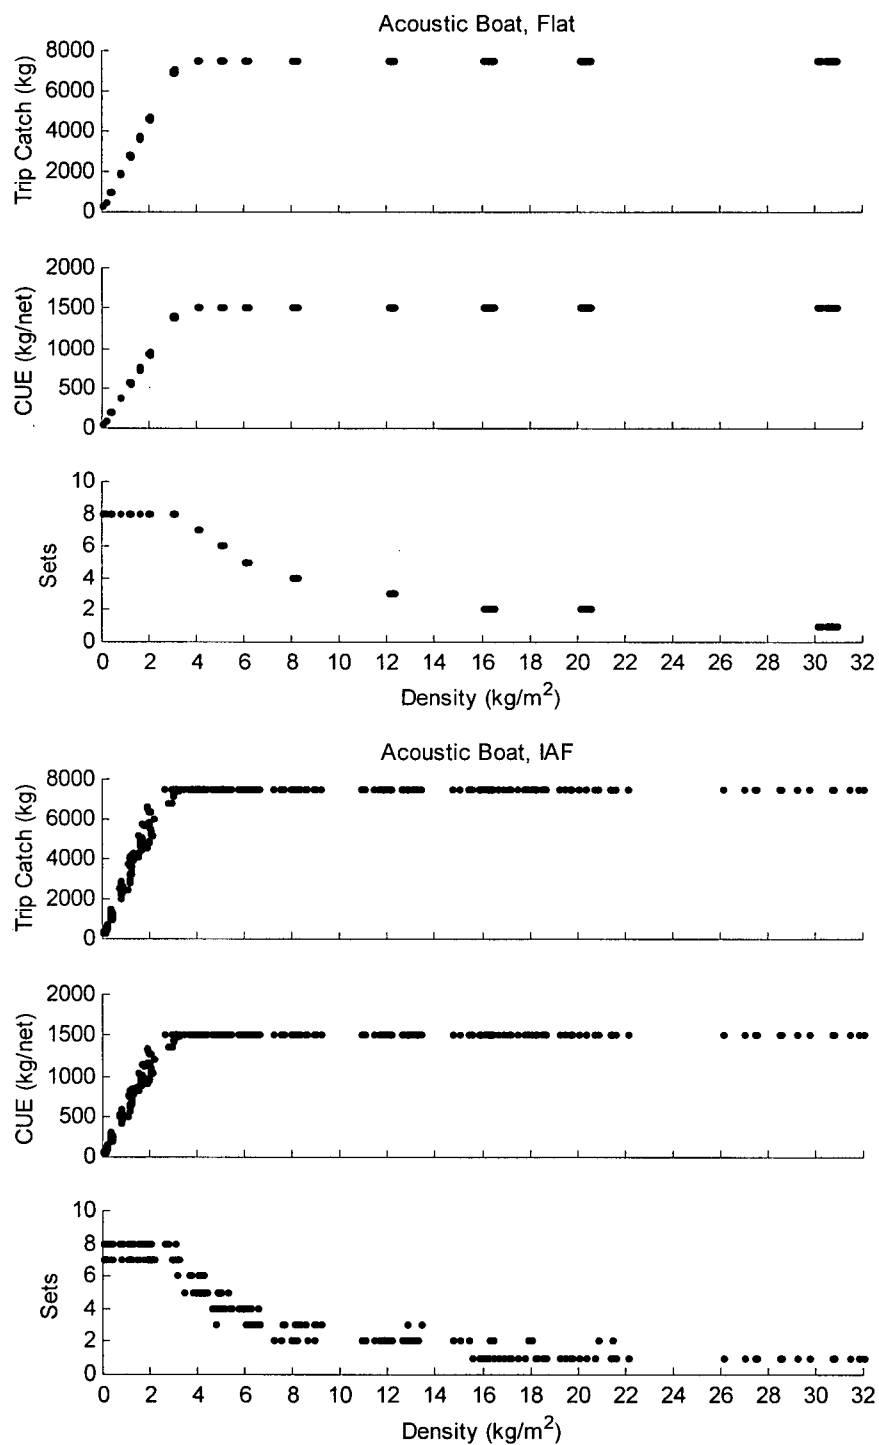 Acoustic Boat, Flat
8000
6000
4000
2000
0
Trip Catch (kg)
2000
1500
1000
500
0
CUE (kg/net)
10
8
6
4
2
0
Sets
0 2 4 6 8 10 12 14 16 18 20 22 24 26 28 30 32
Density (kg/m²)
Acoustic Boat, IAF
8000
6000
4000
2000
0
Trip Catch (kg)
2000
1500
1000
500
0
CUE (kg/net)
10
8
6
4
2
0
Sets
0 2 4 6 8 10 12 14 16 18 20 22 24 26 28 30 32
Density (kg/m²)